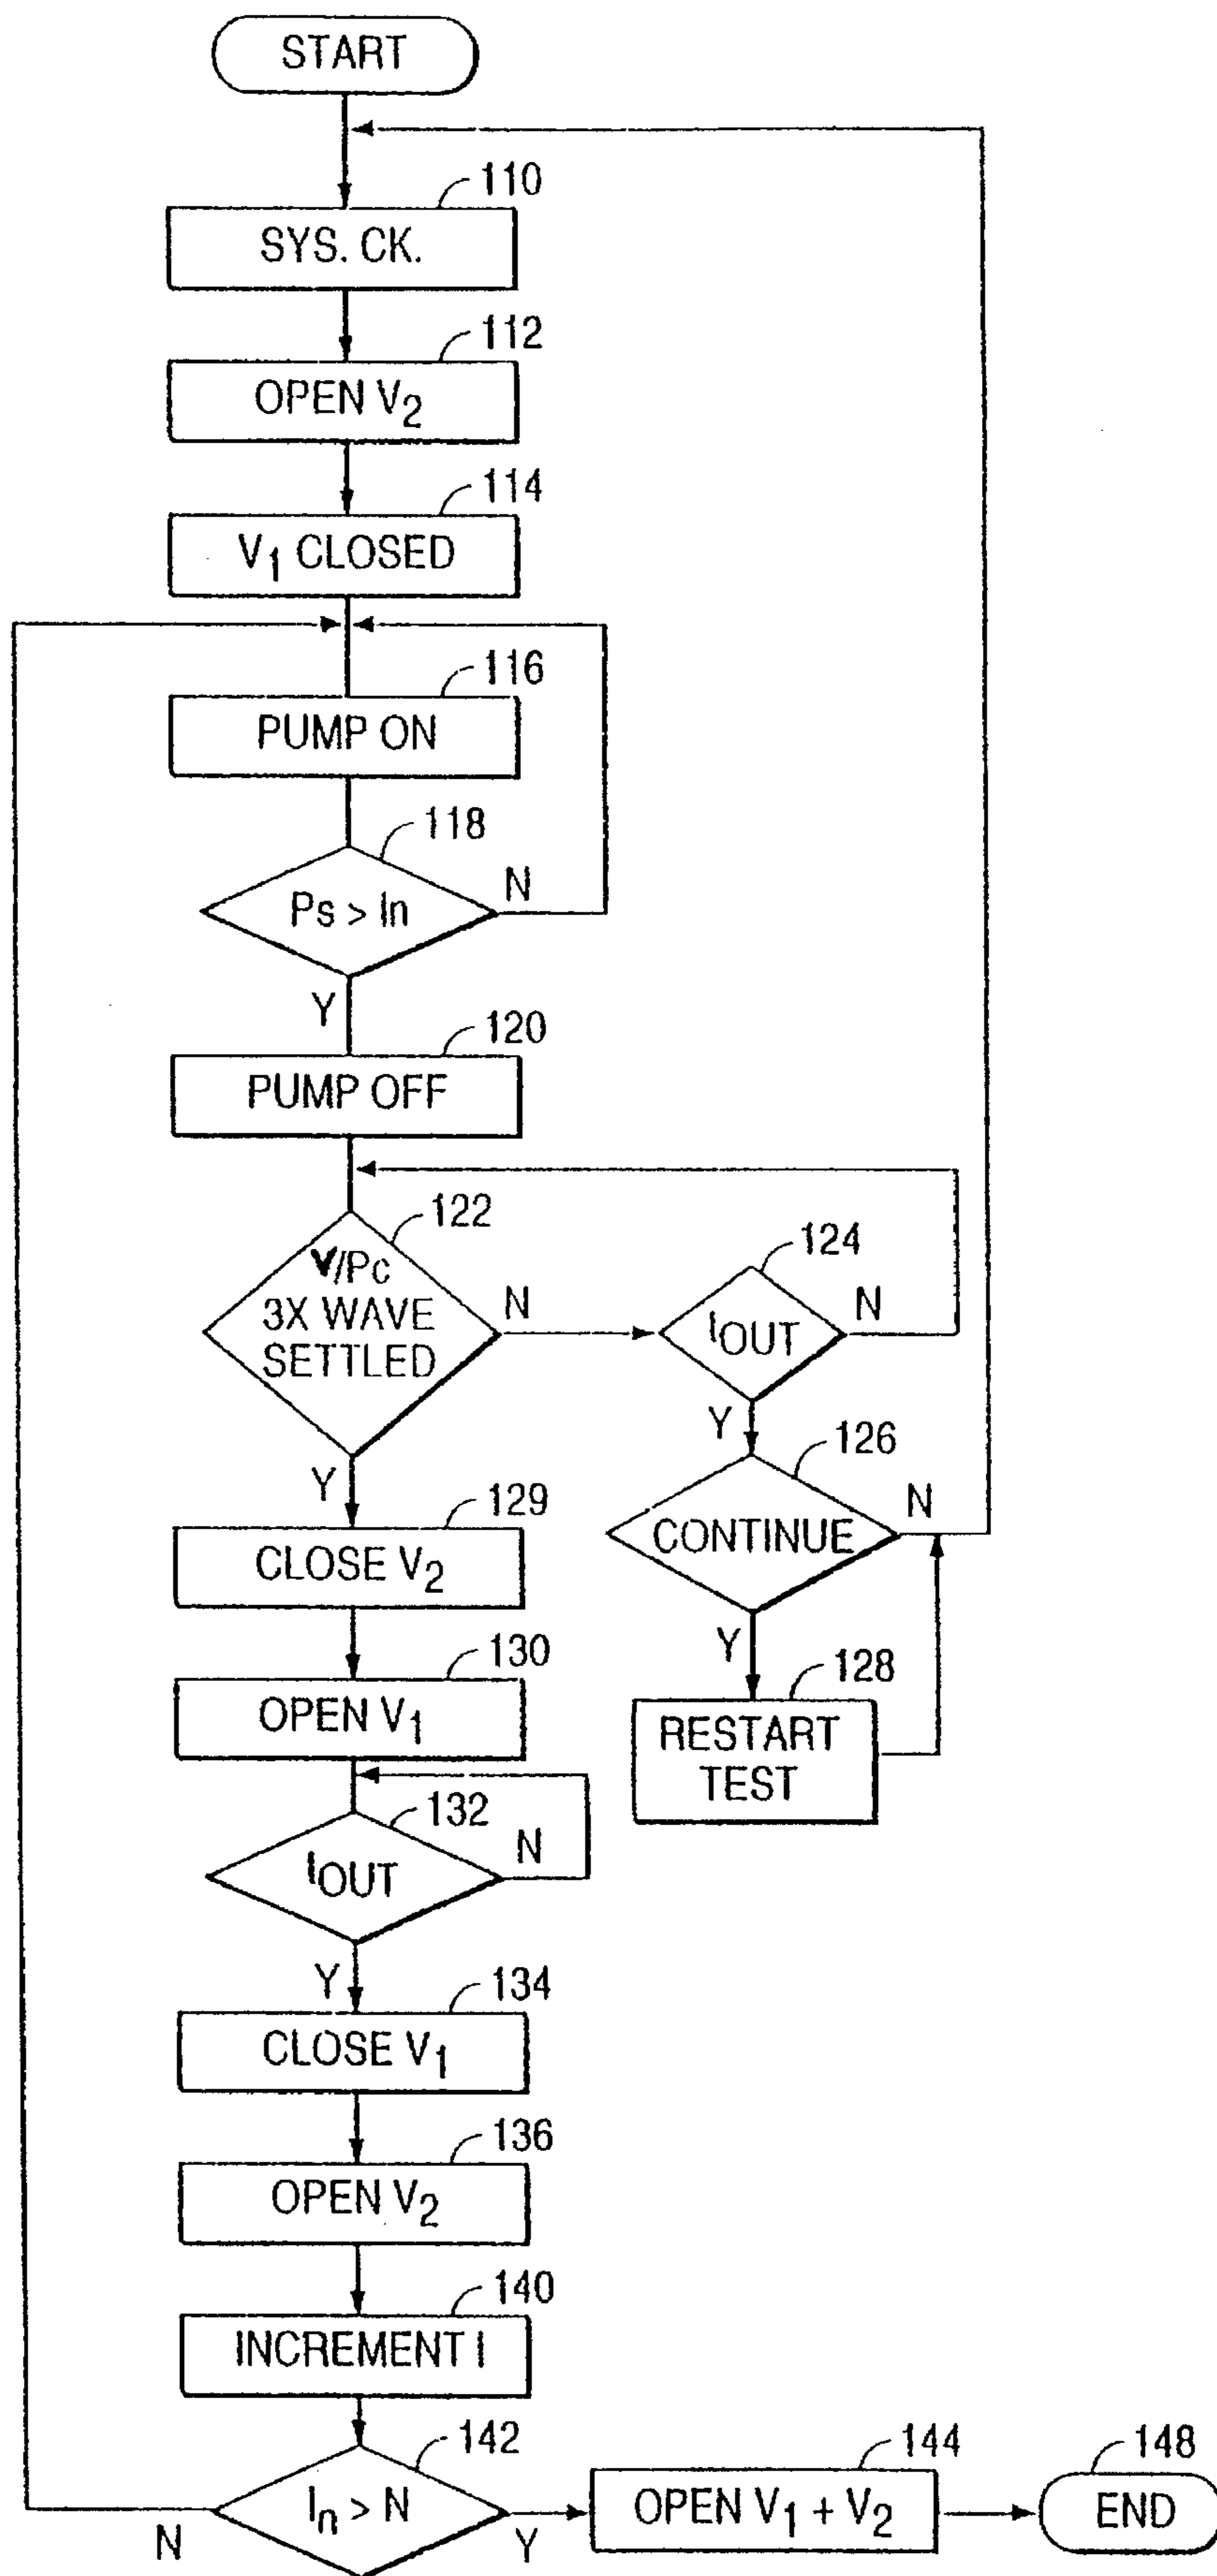 START
110
SYS. CK.
112
OPEN V2
114
V1 CLOSED
116
PUMP ON
118
Ps > In
N
Y
120
PUMP OFF
122
V/Pc
3X WAVE
SETTLED
N
Y
124
IOUT
N
Y
126
CONTINUE
N
Y
128
RESTART
TEST
129
CLOSE V2
130
OPEN V1
132
IOUT
N
Y
134
CLOSE V1
136
OPEN V2
140
INCREMENT I
142
In > N
N
Y
144
OPEN V1 + V2
148
END